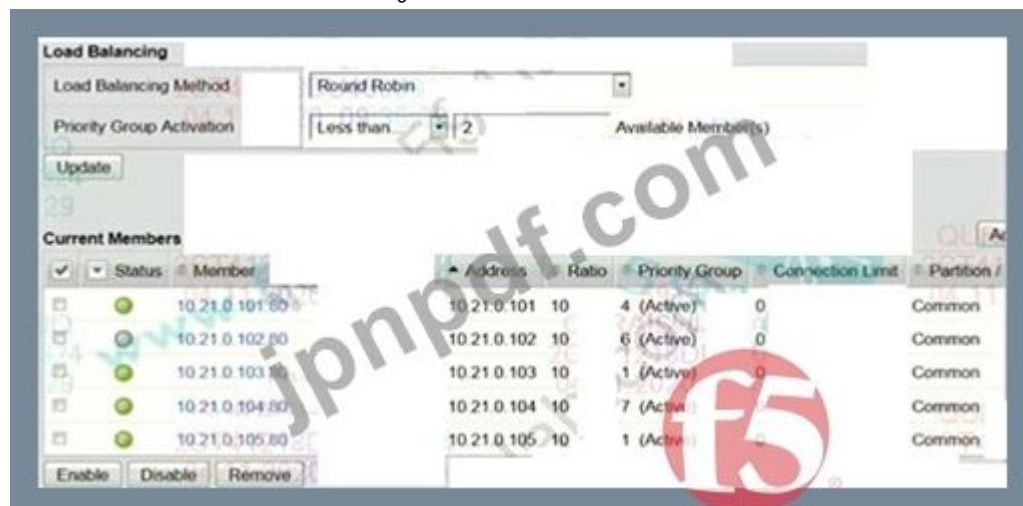 Load Balancing
Load Balancing Method Round Robin
Priority Group Activation Less than 2 Available Member(s)
Update
Current Members
Status Member Address Ratio Priority Group Connection Limit Partition /
10.21.0.101:80 10.21.0.101 10 4 (Active) 0 Common
10.21.0.102:80 10.21.0.102 10 6 (Active) 0 Common
10.21.0.103:80 10.21.0.103 10 1 (Active) 0 Common
10.21.0.104:80 10.21.0.104 10 7 Common
10.21.0.105:80 10.21.0.105 10 1 Common
Enable Disable Remove
jpnpdf.com
f5